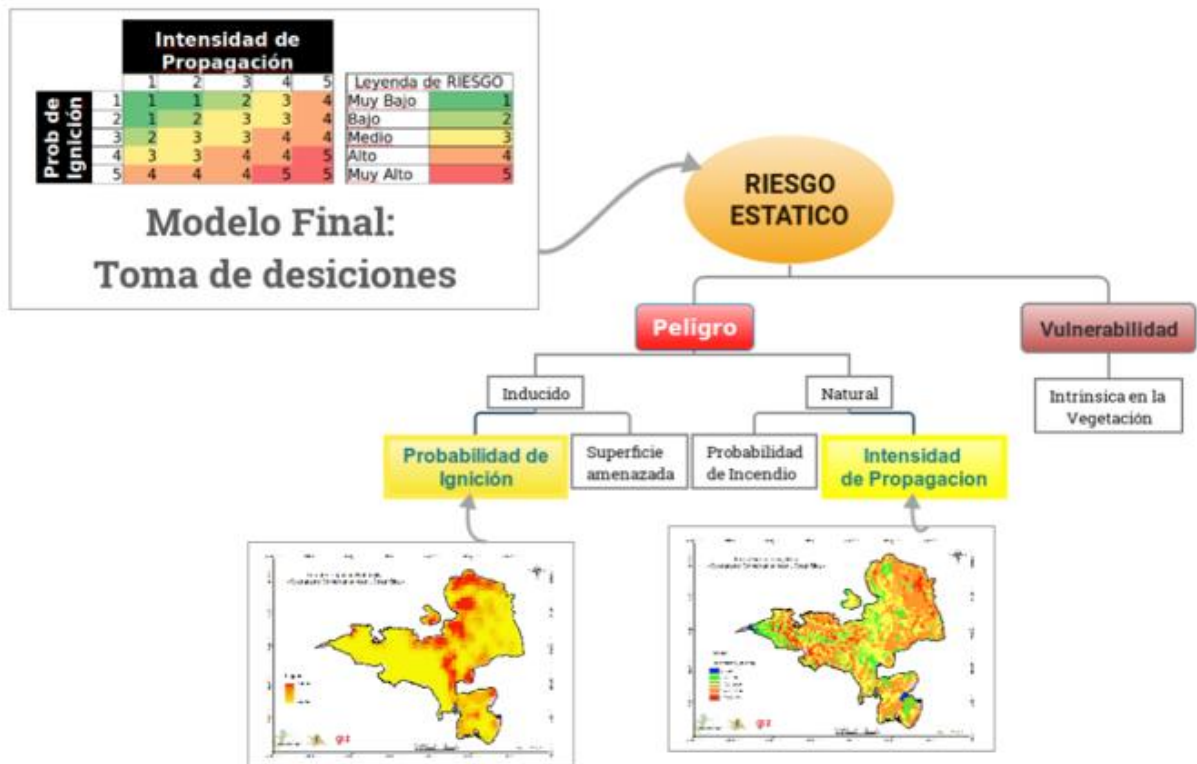 Intensidad de
Propagación
1 2 3 4 5
Prob de
Ignición
1 1 1 2 3 4
2 1 2 3 3 4
3 2 3 3 4 4
4 3 3 4 4 5
5 4 4 4 5 5
Leyenda de RIESGO
Muy Bajo 1
Bajo 2
Medio 3
Alto 4
Muy Alto 5
Modelo Final:
Toma de desiciones
RIESGO
ESTATICO
Peligro
Vulnerabilidad
Inducido
Natural
Intrinsica en la
Vegetación
Probabilidad de
Ignición
Superficie
amenazada
Probabilidad
de Incendio
Intensidad
de Propagacion
giz
giz